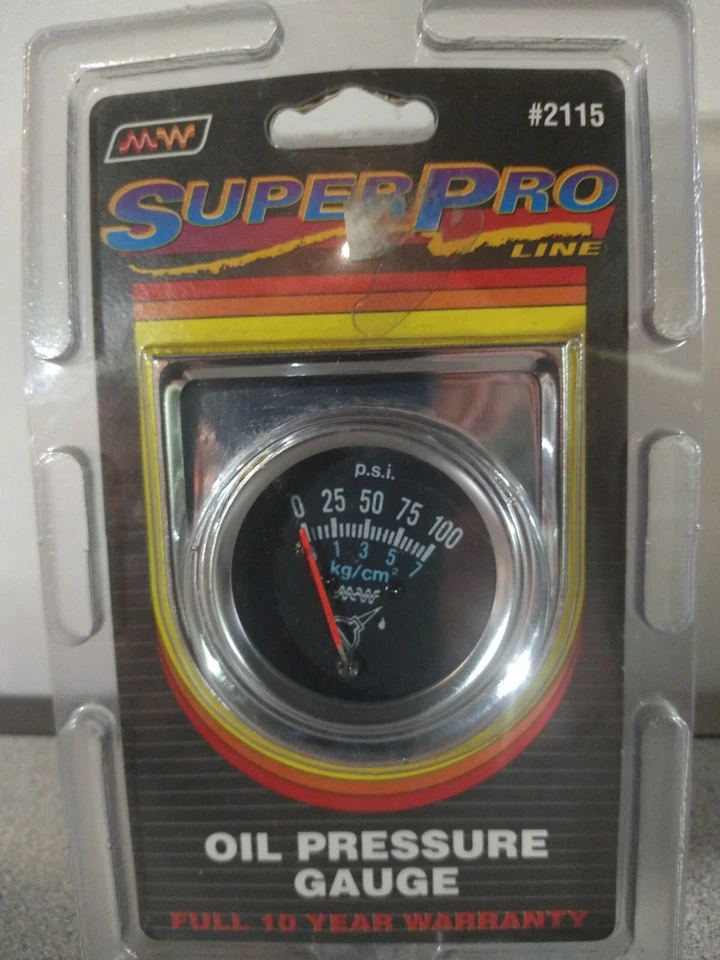 MW
#2115
SUPERPRO
LINE
p.s.i.
0 25 50 75 100
1 3 5 7
kg/cm²
MW
OIL PRESSURE
GAUGE
FULL 10 YEAR WARRANTY